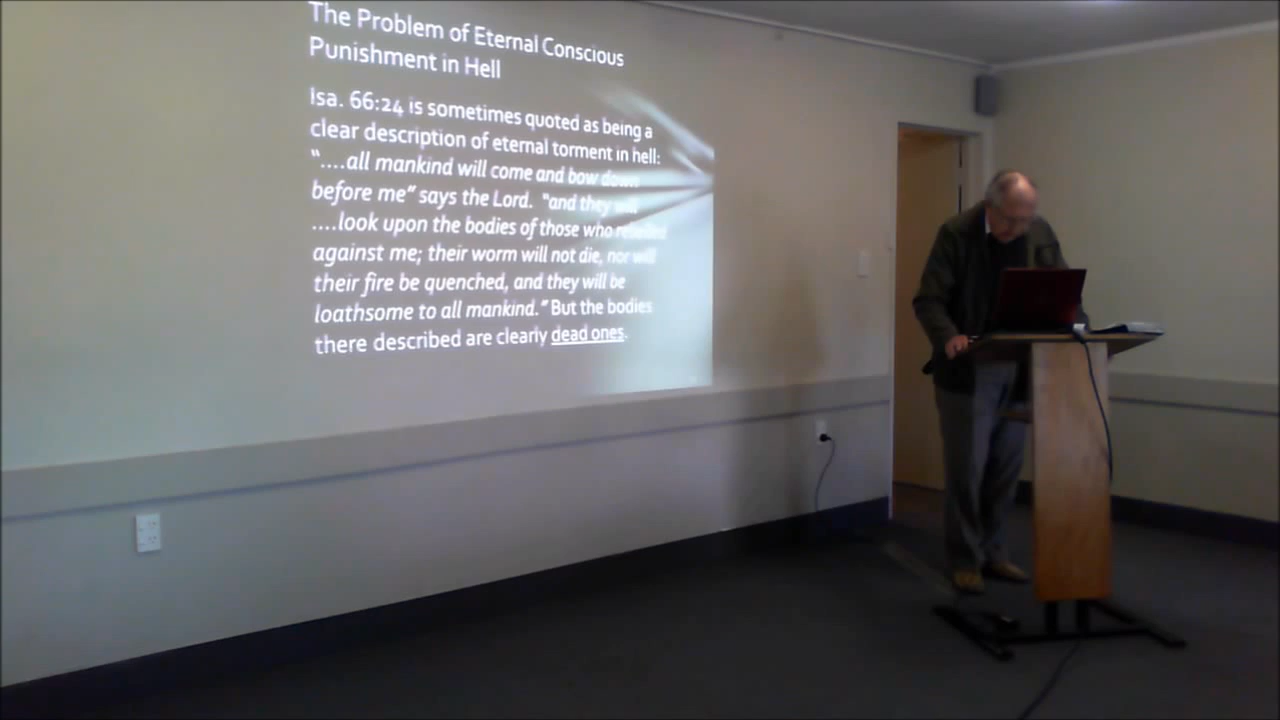 The Problem of Eternal Conscious
Punishment in Hell
Isa. 66:24 is sometimes quoted as being a
clear description of eternal torment in hell:
“....all mankind will come and bow down
before me” says the Lord. “and they will
....look upon the bodies of those who rebelled
against me; their worm will not die, nor will
their fire be quenched, and they will be
loathsome to all mankind.” But the bodies
there described are clearly dead ones.